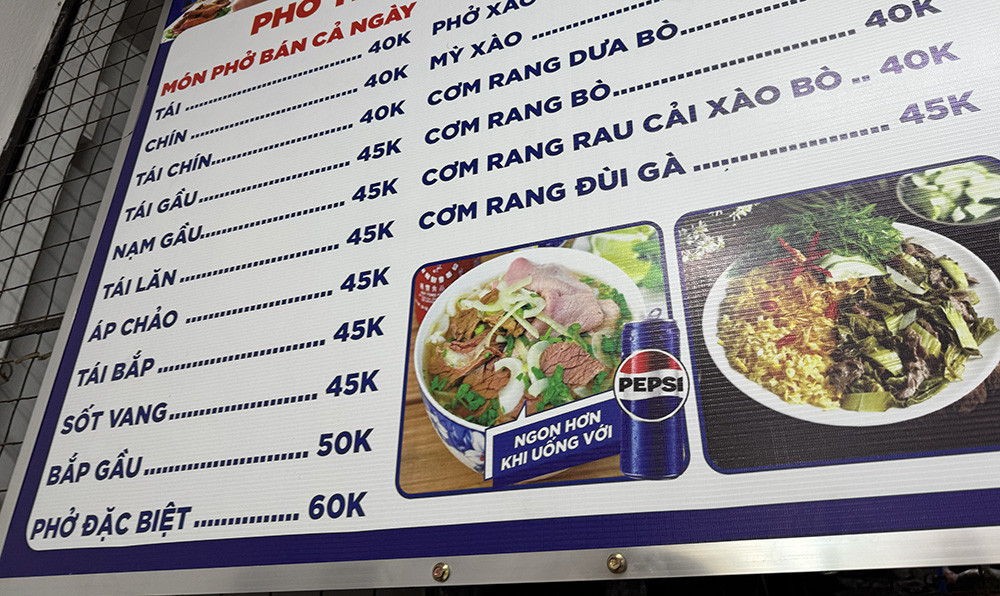 PHỞ
MÓN PHỞ BÁN CẢ NGÀY
TÁI ........................ 40K
CHÍN ........................ 40K
TÁI CHÍN........................ 40K
TÁI GẦU ........................ 45K
NẠM GẦU........................ 45K
TÁI LĂN ........................ 45K
ÁP CHẢO ........................ 45K
TÁI BẮP ........................ 45K
SỐT VANG........................ 45K
BẮP GẦU........................ 50K
PHỞ ĐẶC BIỆT ............... 60K
PHỞ XÀO
MỲ XÀO ........................
CƠM RANG DƯA BÒ........................
CƠM RANG BÒ........................ 40K
CƠM RANG RAU CẢI XÀO BÒ .. 40K
CƠM RANG ĐÙI GÀ ........................ 45K
NGON HƠN
KHI UỐNG VỚI
PEPSI